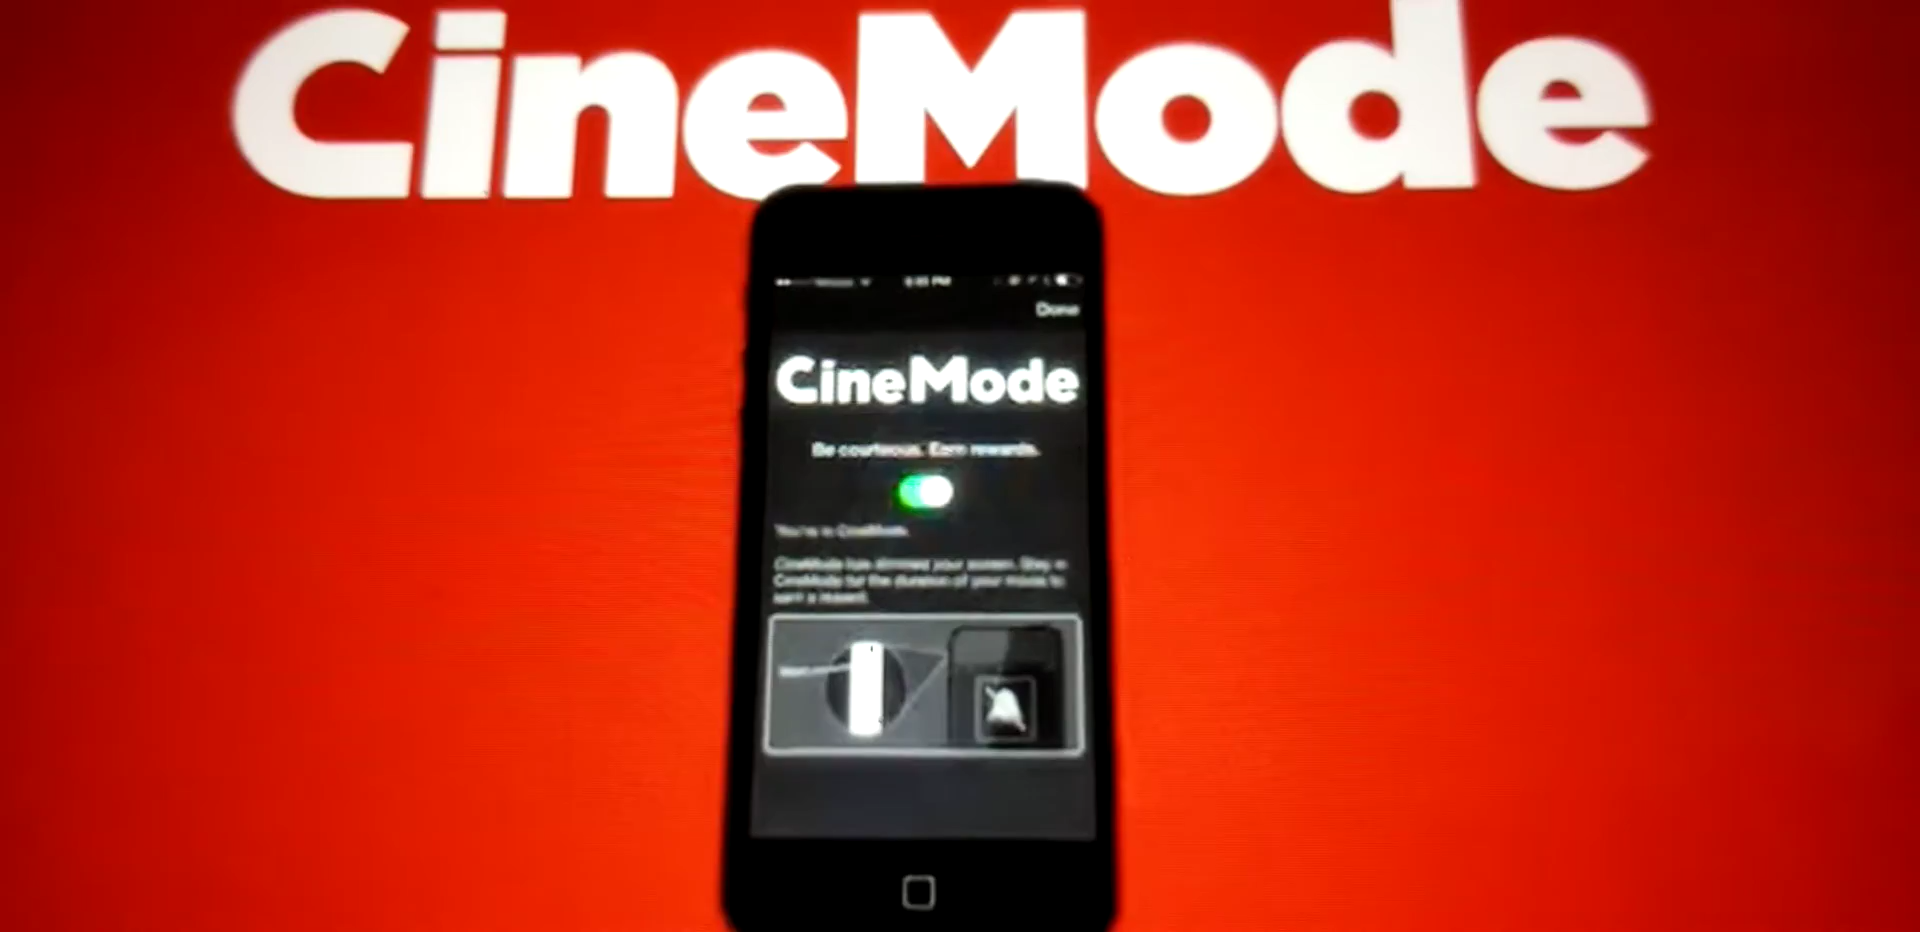 CineMode
PM
Done
CineMode
Be courteous. Earn rewards.
You're in CineMode.
CineMode has dimmed your screen. Stay in
CineMode for the duration of your movie to
earn a reward.